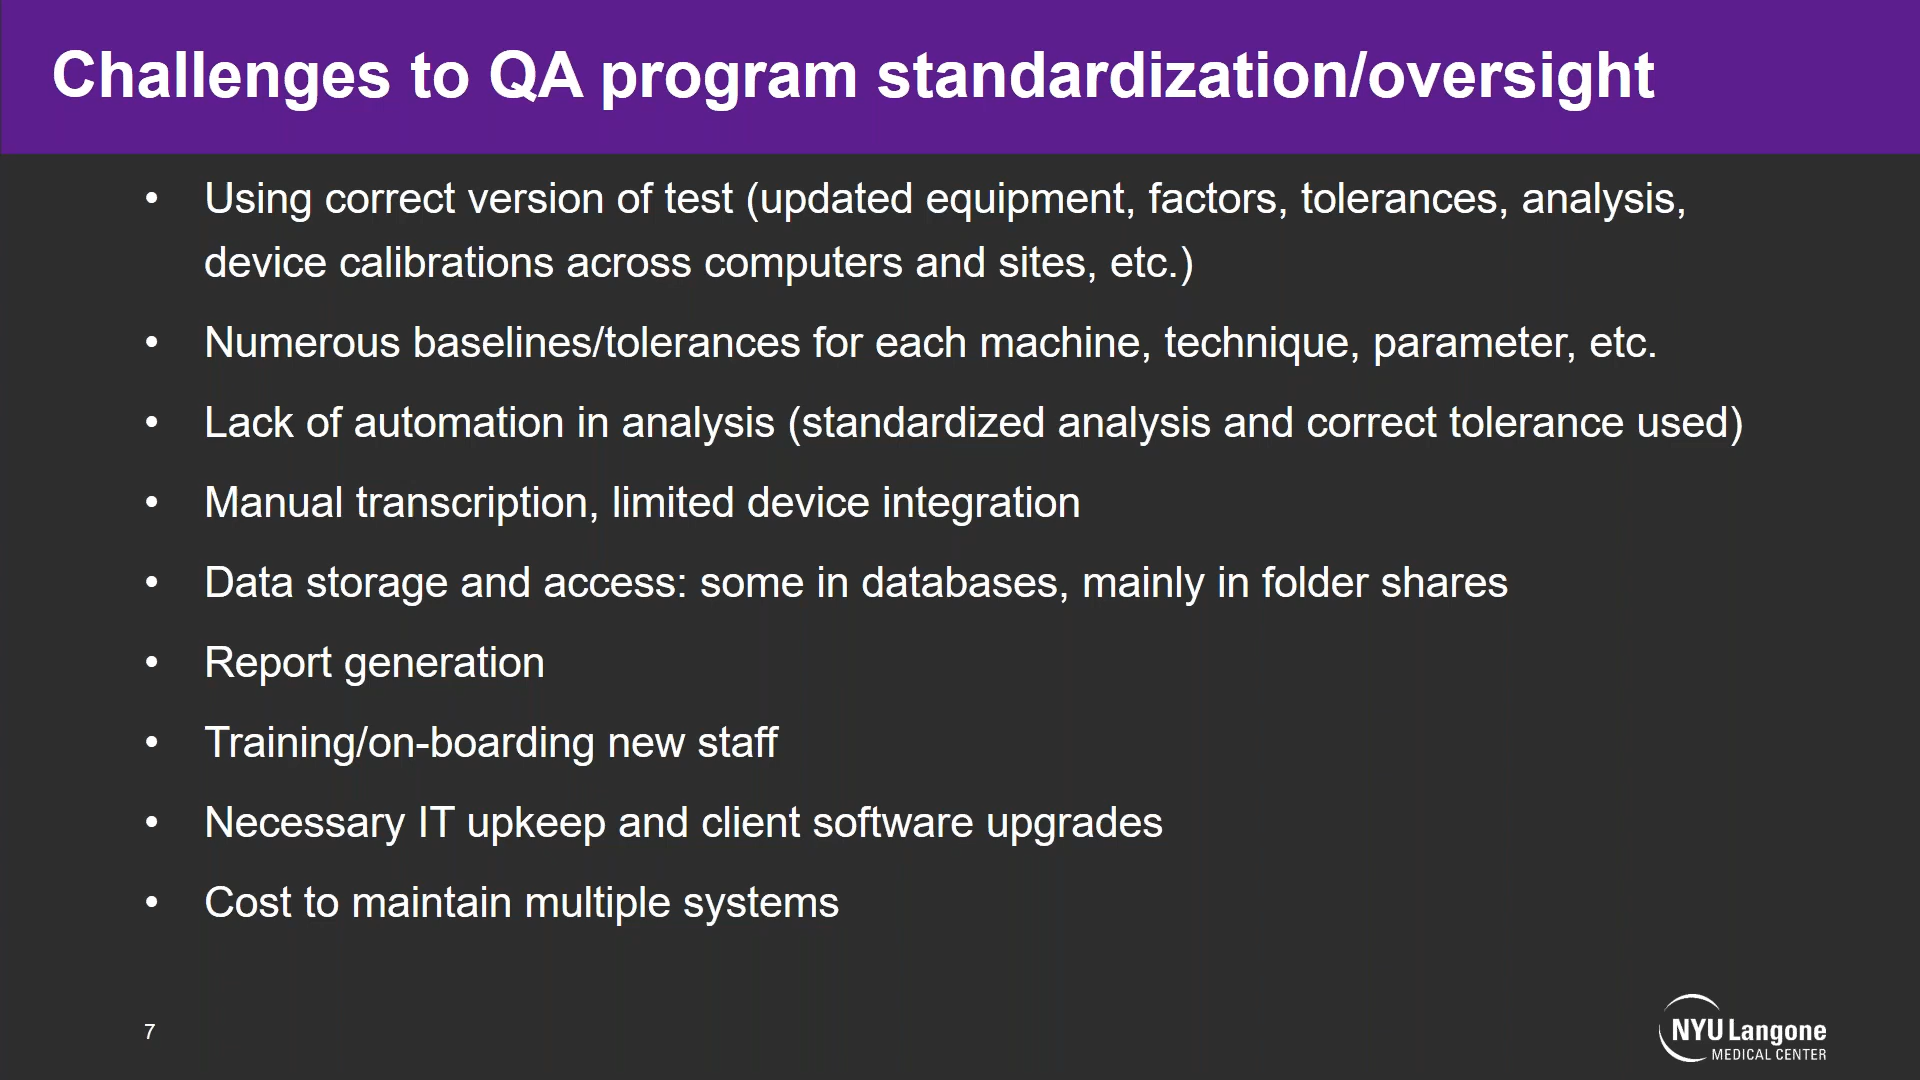 Challenges to QA program standardization/oversight
• Using correct version of test (updated equipment, factors, tolerances, analysis,
device calibrations across computers and sites, etc.)
• Numerous baselines/tolerances for each machine, technique, parameter, etc.
• Lack of automation in analysis (standardized analysis and correct tolerance used)
• Manual transcription, limited device integration
• Data storage and access: some in databases, mainly in folder shares
• Report generation
• Training/on-boarding new staff
• Necessary IT upkeep and client software upgrades
• Cost to maintain multiple systems
7
NYU Langone
MEDICAL CENTER